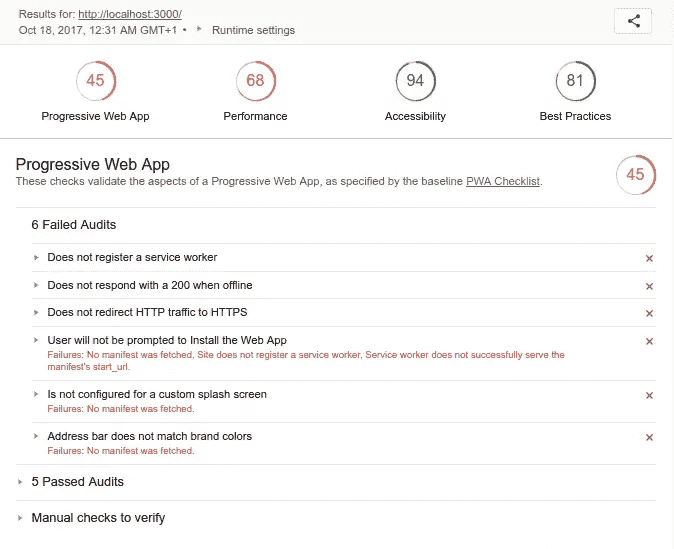 Results for: http://localhost:3000/
Oct 18, 2017, 12:31 AM GMT+1 • Runtime settings
45 68 94 81
Progressive Web App Performance Accessibility Best Practices
Progressive Web App
These checks validate the aspects of a Progressive Web App, as specified by the baseline PWA Checklist.
45
6 Failed Audits
Does not register a service worker
Does not respond with a 200 when offline
Does not redirect HTTP traffic to HTTPS
User will not be prompted to Install the Web App
Failures: No manifest was fetched, Site does not register a service worker, Service worker does not successfully serve the
manifest's start_url.
Is not configured for a custom splash screen
Failures: No manifest was fetched.
Address bar does not match brand colors
Failures: No manifest was fetched.
5 Passed Audits
Manual checks to verify